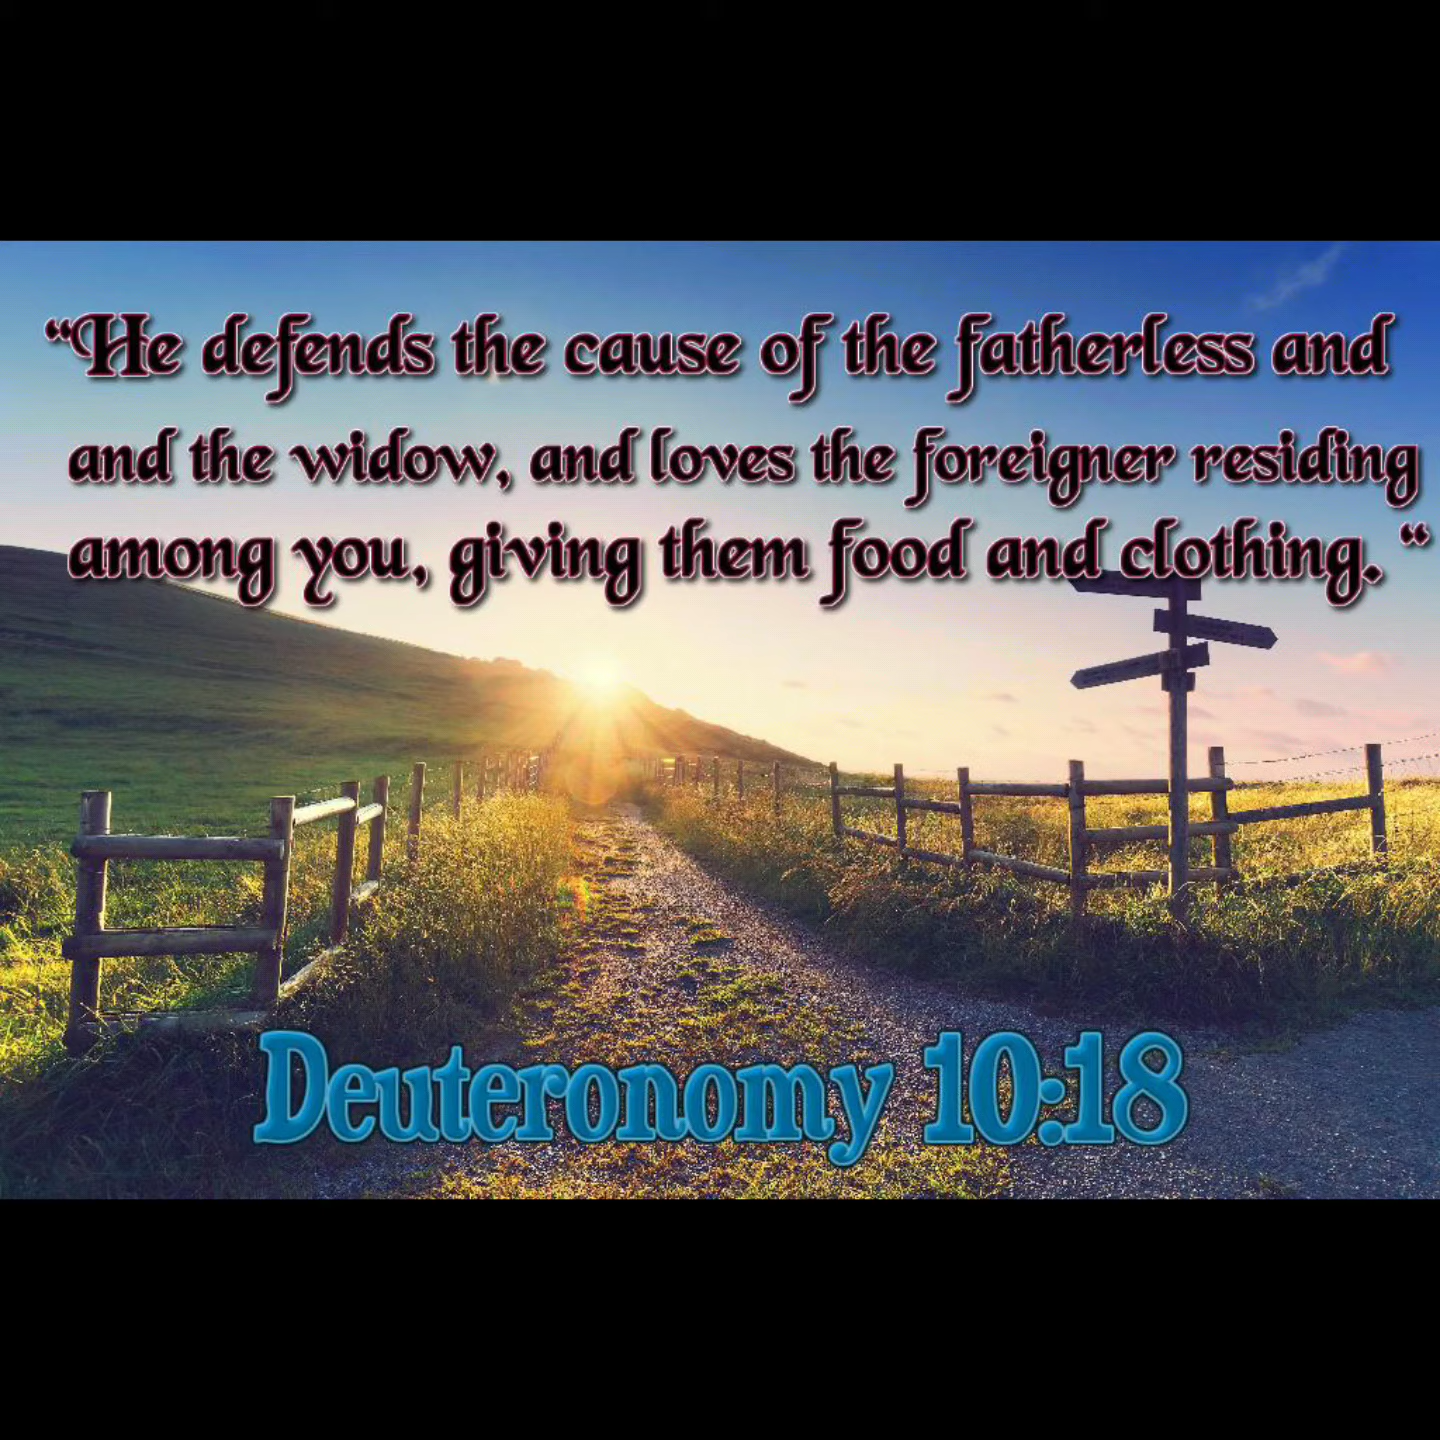 “He defends the cause of the fatherless and
and the widow, and loves the foreigner residing
among you, giving them food and clothing. “
Deuteronomy 10:18